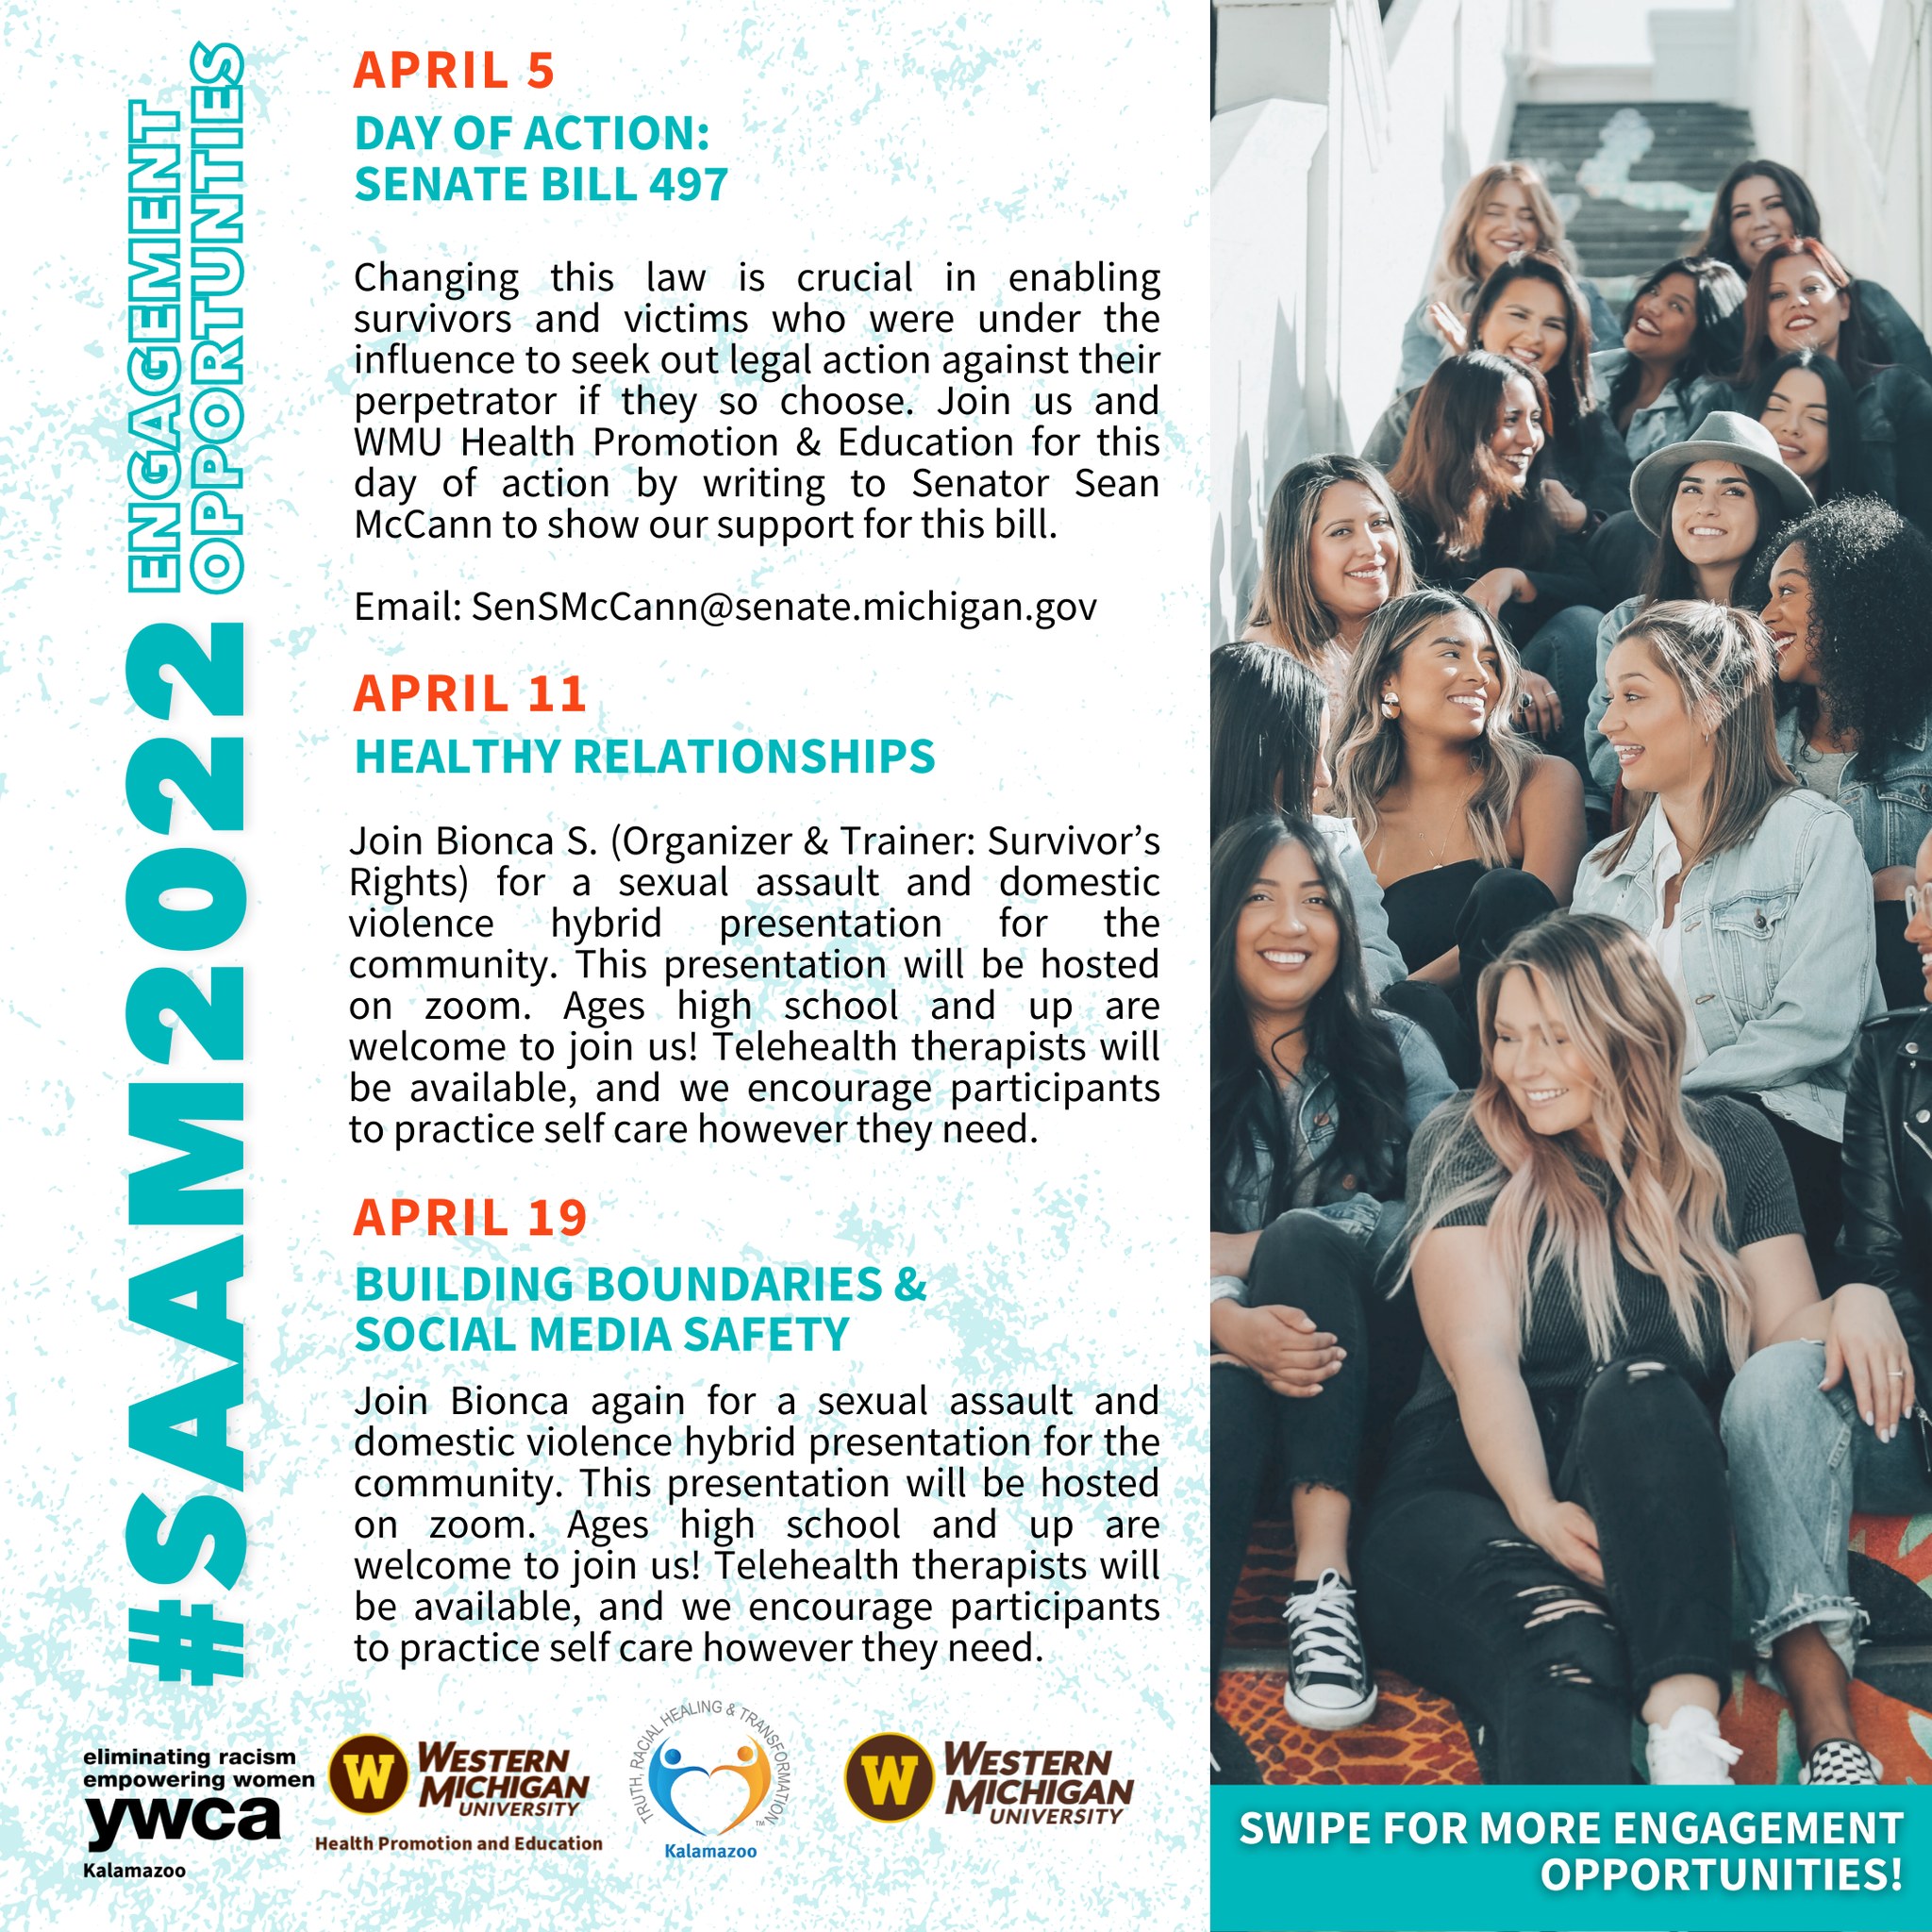 #SAAM2022
ENGAGEMENT
OPPORTUNITIES
APRIL 5
DAY OF ACTION:
SENATE BILL 497
Changing this law is crucial in enabling
survivors and victims who were under the
influence to seek out legal action against their
perpetrator if they so choose. Join us and
WMU Health Promotion & Education for this
day of action by writing to Senator Sean
McCann to show our support for this bill.
Email: SenSMcCann@senate.michigan.gov
APRIL 11
HEALTHY RELATIONSHIPS
Join Bionca S. (Organizer & Trainer: Survivor’s
Rights) for a sexual assault and domestic
violence hybrid presentation for the
community. This presentation will be hosted
on zoom. Ages high school and up are
welcome to join us! Telehealth therapists will
be available, and we encourage participants
to practice self care however they need.
APRIL 19
BUILDING BOUNDARIES &
SOCIAL MEDIA SAFETY
Join Bionca again for a sexual assault and
domestic violence hybrid presentation for the
community. This presentation will be hosted
on zoom. Ages high school and up are
welcome to join us! Telehealth therapists will
be available, and we encourage participants
to practice self care however they need.
eliminating racism
empowering women
ywca
Kalamazoo
W
WESTERN
MICHIGAN
UNIVERSITY
Health Promotion and Education
TRUTH, RACIAL HEALING & TRANSFORMATION
TM
Kalamazoo
W
WESTERN
MICHIGAN
UNIVERSITY
SWIPE FOR MORE ENGAGEMENT
OPPORTUNITIES!